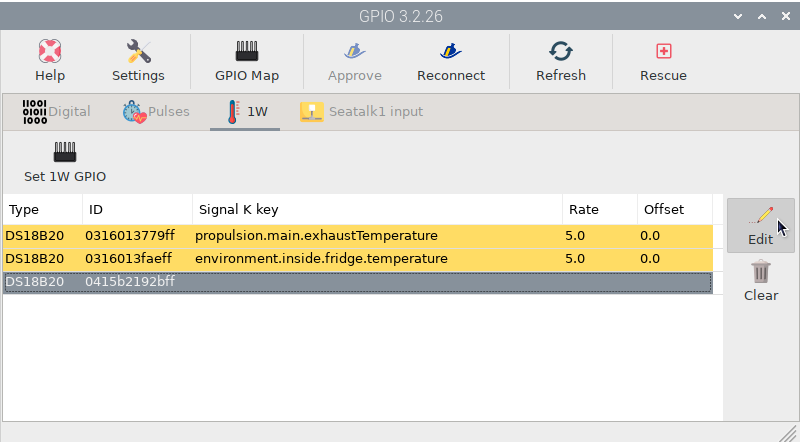 GPIO 3.2.26
Help Settings GPIO Map Approve Reconnect Refresh Rescue
Digital Pulses 1W Seatalk1 input
Set 1W GPIO
Type ID Signal K key Rate Offset
DS18B20 0316013779ff propulsion.main.exhaustTemperature 5.0 0.0
DS18B20 0316013faeff environment.inside.fridge.temperature 5.0 0.0
DS18B20 0415b2192bff
Edit
Clear